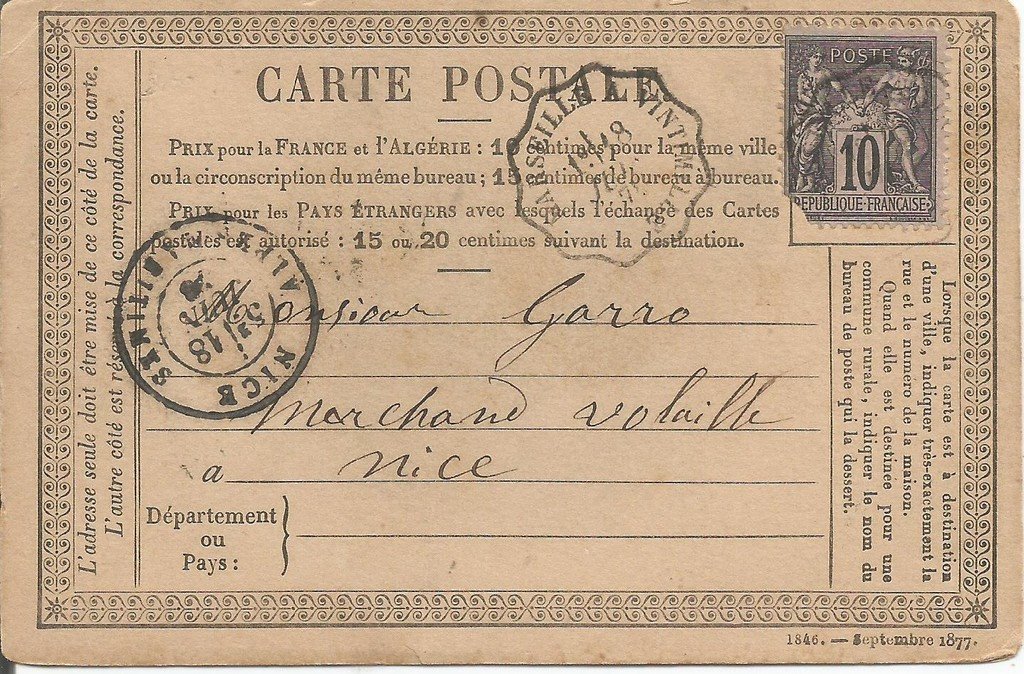 CARTE POSTALE
PRIX pour la FRANCE et l'ALGÉRIE : 10 centimes pour la même ville
ou la circonscription du même bureau ; 15 centimes de bureau à bureau.
PRIX pour les PAYS ÉTRANGERS avec lesquels l'échange des Cartes
postales est autorisé : 15 ou 20 centimes suivant la destination.
Monsieur Garro
Marchand volaille
a Nice
Département
ou
Pays :
L'adresse seule doit être mise de ce côté de la carte.
L'autre côté est réservé à la correspondance.
POSTE
10
REPUBLIQUE FRANÇAISE
MARSEILLE A VINTIM
18
NICE
ALPES MARITIMES
18
Lorsque la carte est à destination
d'une ville, indiquer très-exactement la
rue et le numéro de la maison.
Quand elle est destinée pour une
commune rurale, indiquer le nom du
bureau de poste qui la dessert.
1846. — Septembre 1877.